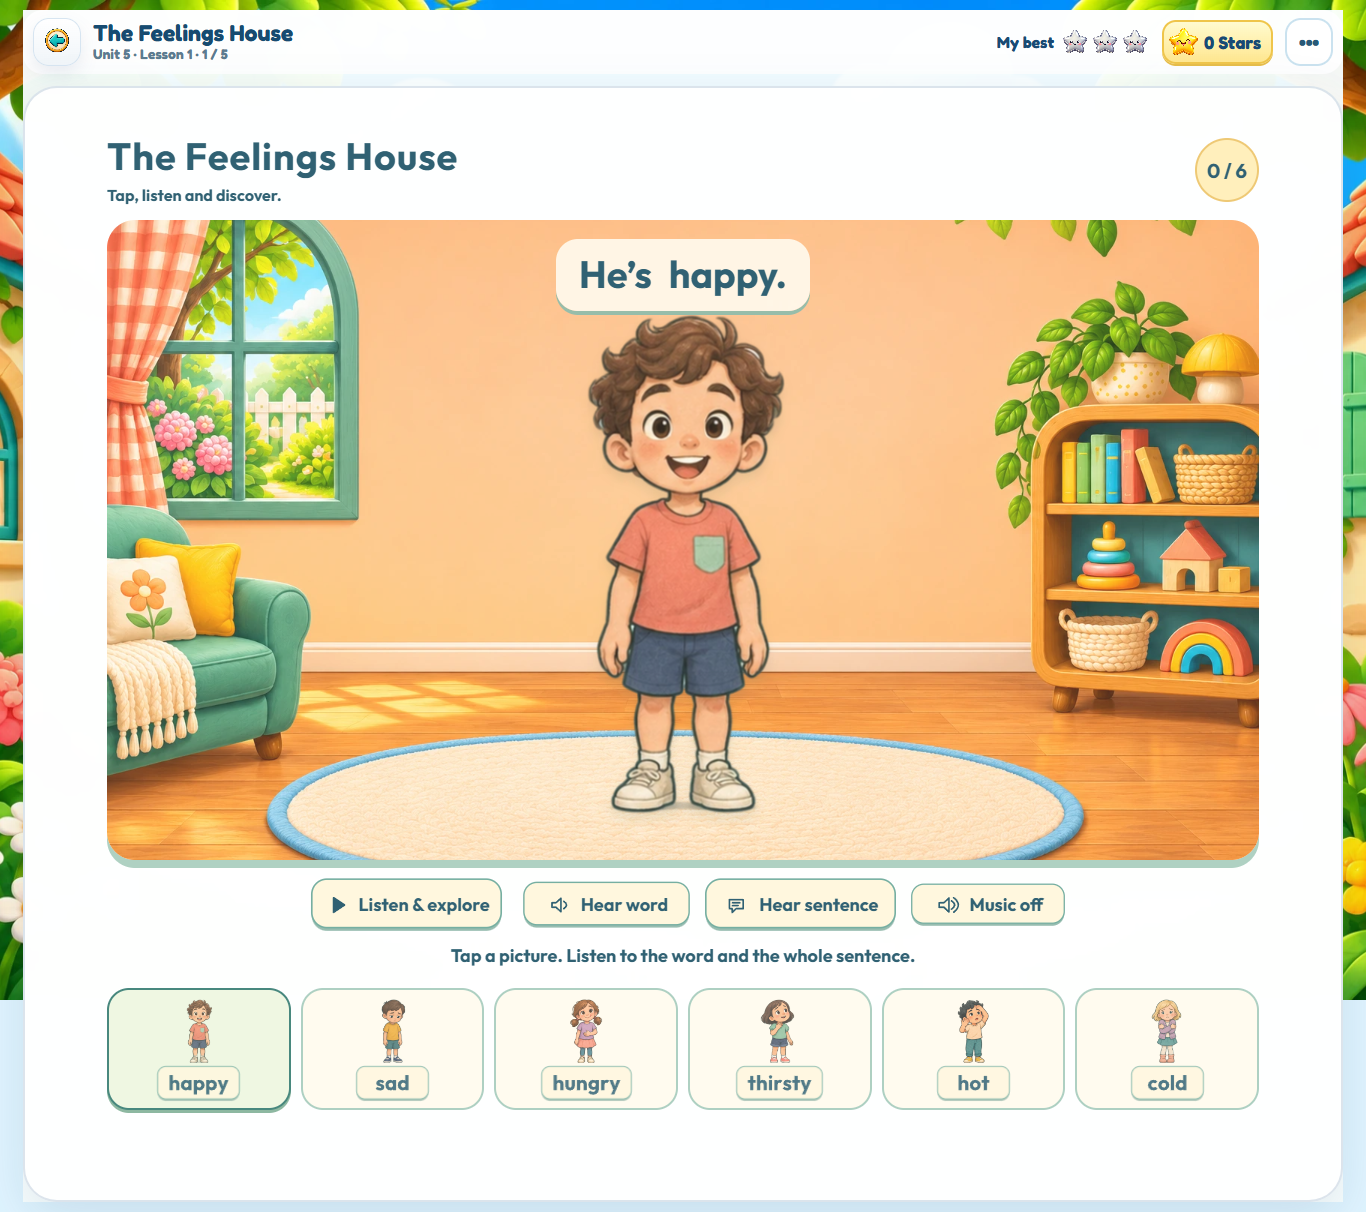 The Feelings House
Unit 5 · Lesson 1 · 1 / 5
My best
0 Stars
The Feelings House
Tap, listen and discover.
0 / 6
He’s happy.
Listen & explore
Hear word
Hear sentence
Music off
Tap a picture. Listen to the word and the whole sentence.
happy
sad
hungry
thirsty
hot
cold